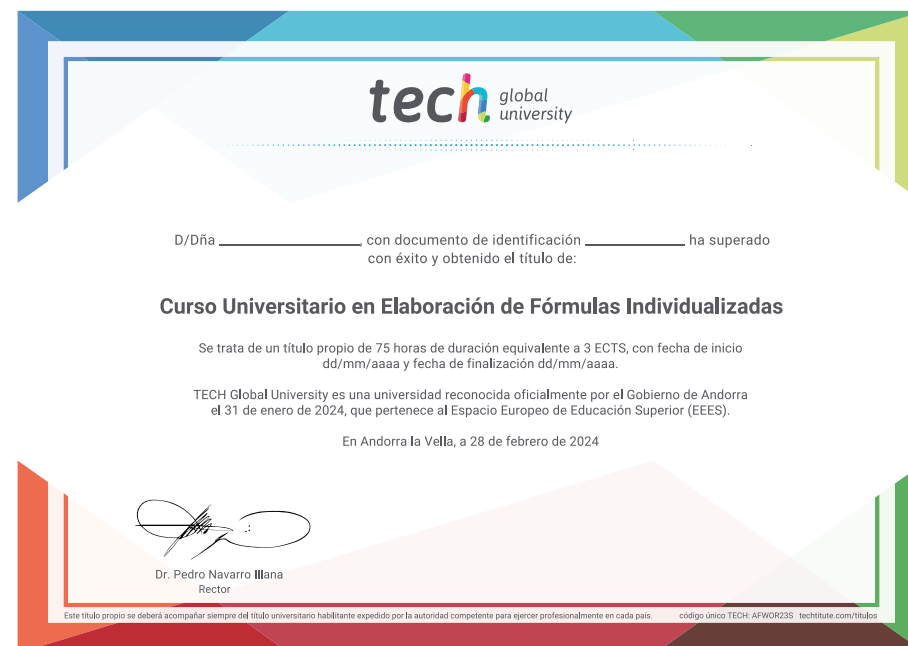 tech global university
D/Dña ____________________, con documento de identificación ______________ ha superado
con éxito y obtenido el título de:
Curso Universitario en Elaboración de Fórmulas Individualizadas
Se trata de un título propio de 75 horas de duración equivalente a 3 ECTS, con fecha de inicio
dd/mm/aaaa y fecha de finalización dd/mm/aaaa.
TECH Global University es una universidad reconocida oficialmente por el Gobierno de Andorra
el 31 de enero de 2024, que pertenece al Espacio Europeo de Educación Superior (EEES).
En Andorra la Vella, a 28 de febrero de 2024
Dr. Pedro Navarro Illana
Rector
Este título propio se deberá acompañar siempre del título universitario habilitante expedido por la autoridad competente para ejercer profesionalmente en cada país. código único TECH: AFWOR23S techtitute.com/titulos